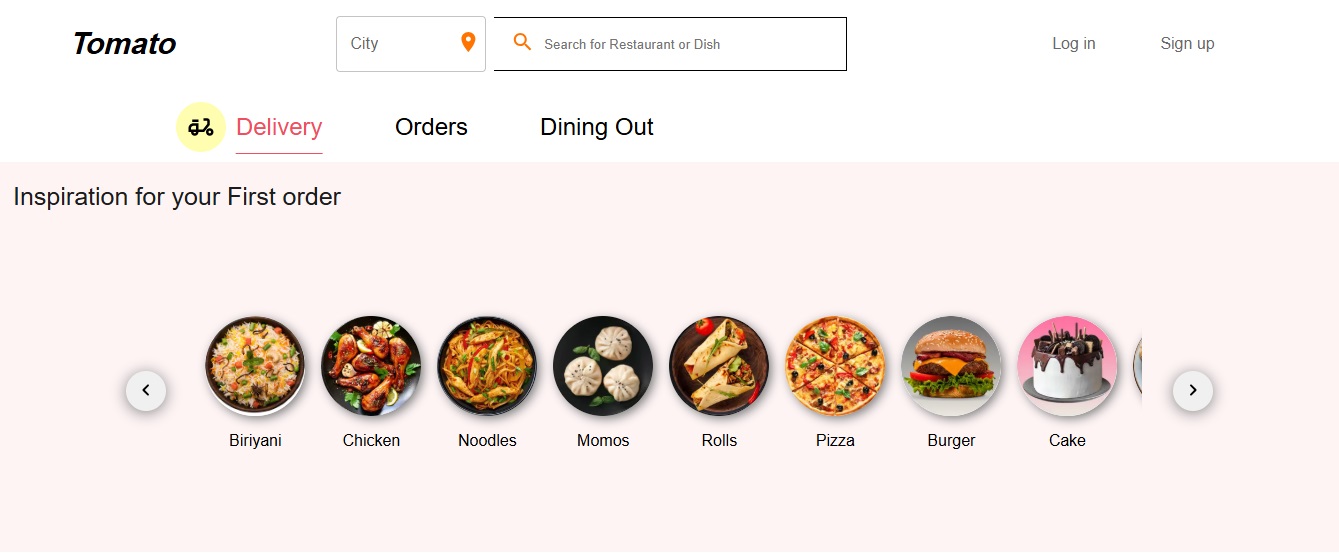 Tomato
City
Search for Restaurant or Dish
Log in
Sign up
Delivery
Orders
Dining Out
Inspiration for your First order
Biriyani
Chicken
Noodles
Momos
Rolls
Pizza
Burger
Cake